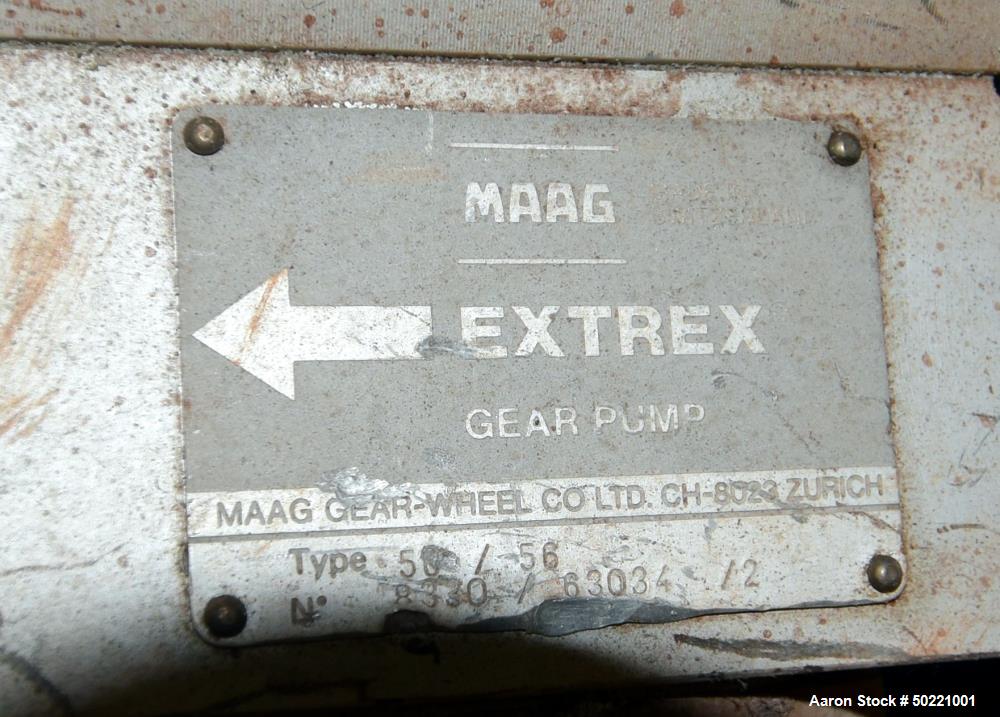 MAAG
EXTREX
GEAR PUMP
MAAG GEAR-WHEEL CO LTD. CH-8023 ZURICH
Type 50 / 56
N° 8330 / 63034 /2
Aaron Stock # 50221001